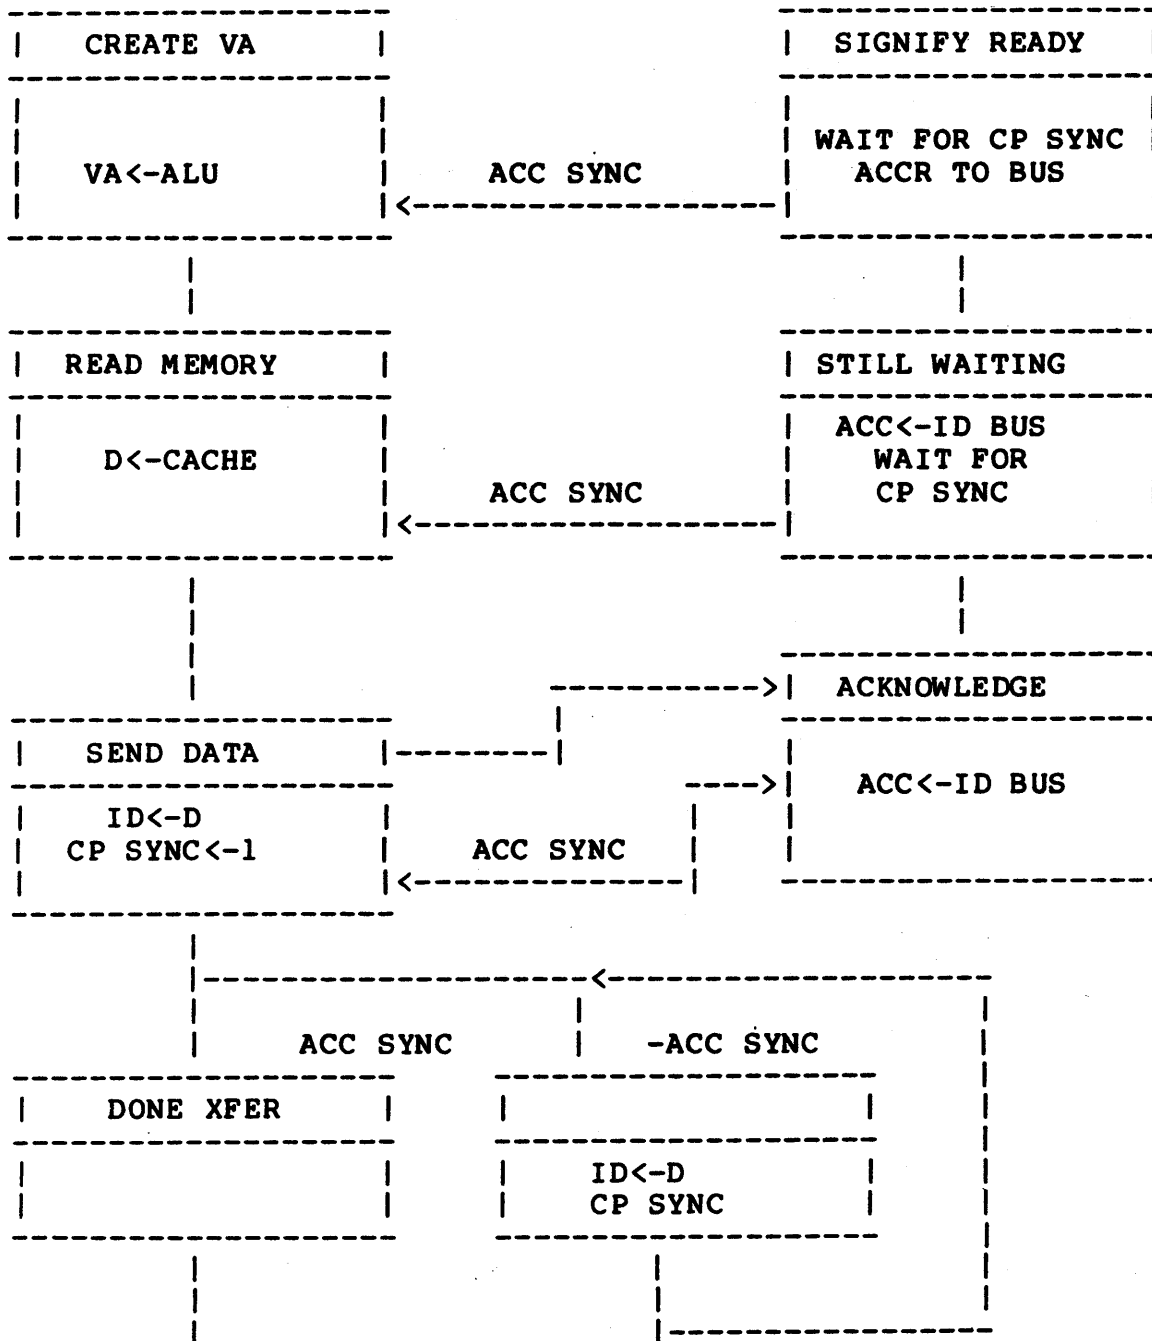 CREATE VA
SIGNIFY READY
VA<-ALU
ACC SYNC
WAIT FOR CP SYNC
ACCR TO BUS
READ MEMORY
STILL WAITING
D<-CACHE
ACC SYNC
ACC<-ID BUS
WAIT FOR
CP SYNC
ACKNOWLEDGE
SEND DATA
ACC<-ID BUS
ID<-D
CP SYNC<-1
ACC SYNC
ACC SYNC
-ACC SYNC
DONE XFER
ID<-D
CP SYNC